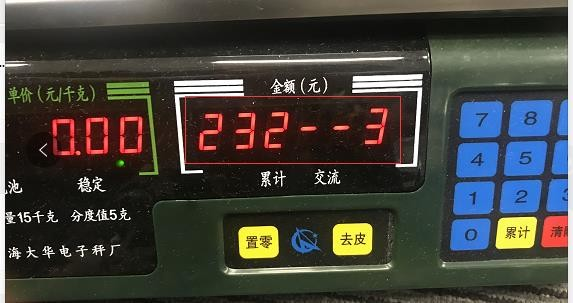 单价(元/千克)
金额(元)
0.00
232--3
池 稳定
累计 交流
量15千克 分度值5克
海大华电子秤厂
置零
去皮
7 8
4 5
1 2 3
0 累计 清